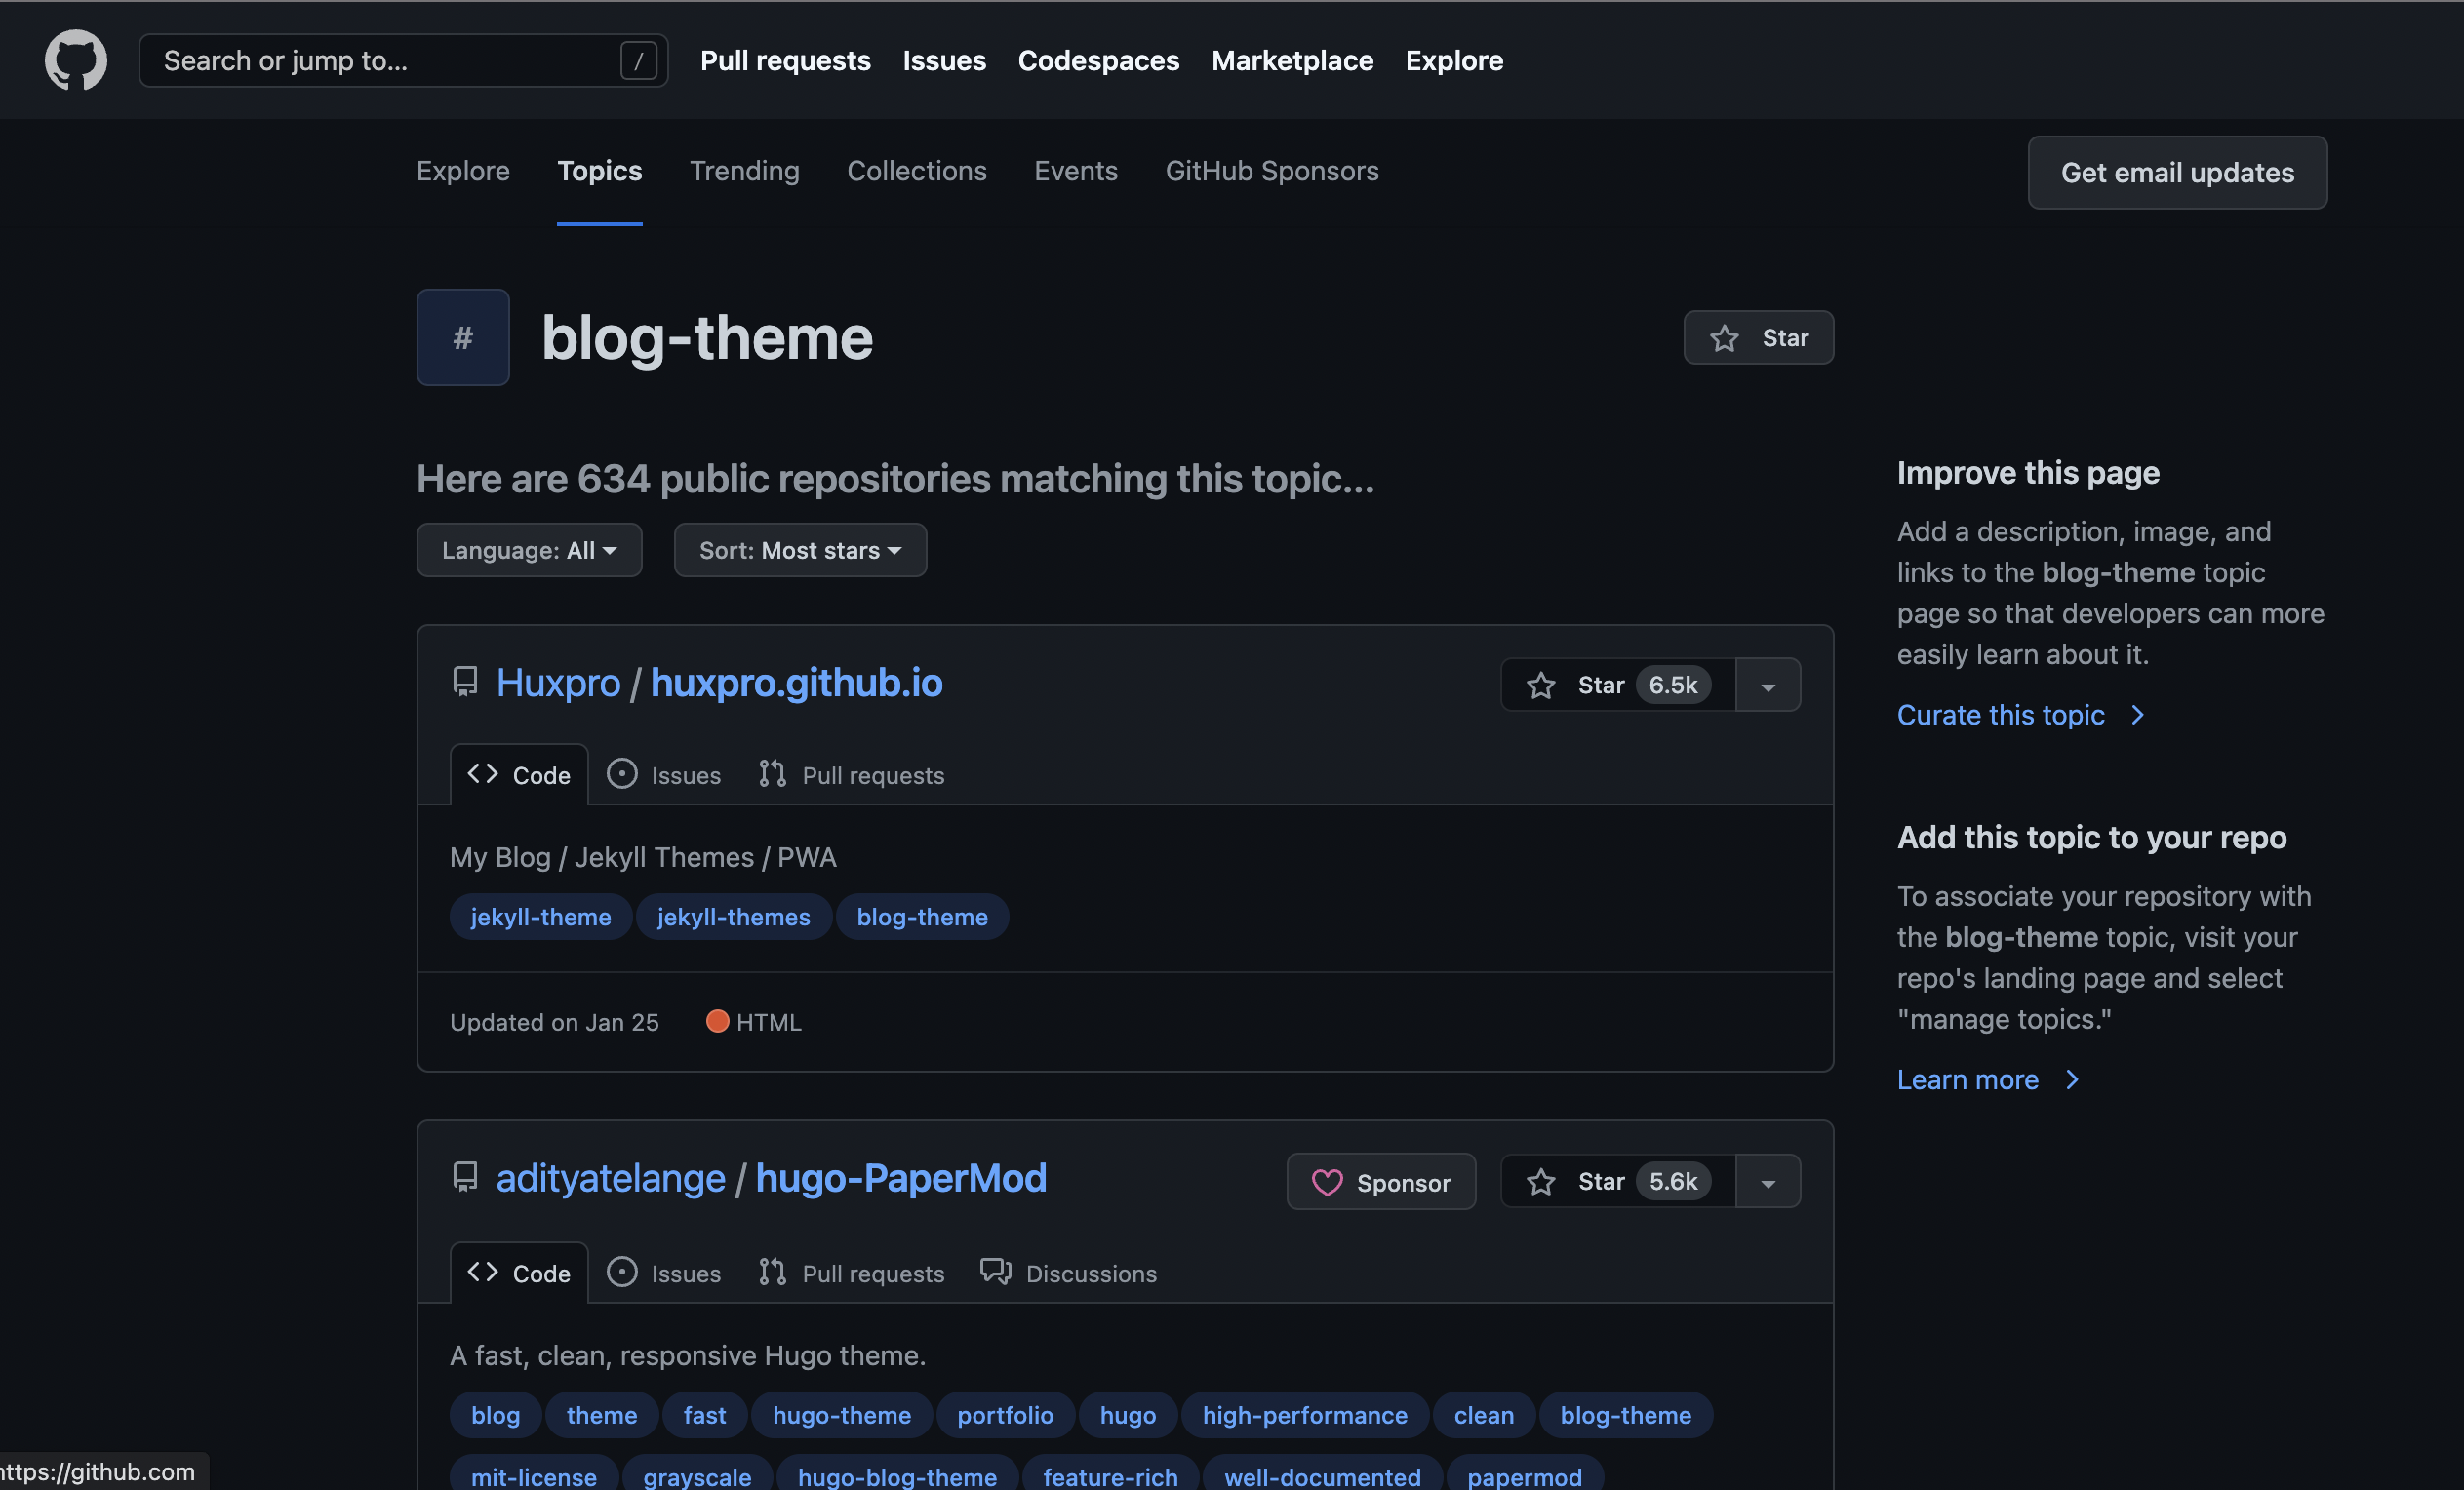 Search or jump to... /
Pull requests Issues Codespaces Marketplace Explore
Explore Topics Trending Collections Events GitHub Sponsors
Get email updates
# blog-theme
Star
Here are 634 public repositories matching this topic...
Language: All Sort: Most stars
Huxpro / huxpro.github.io
Star 6.5k
Code Issues Pull requests
My Blog / Jekyll Themes / PWA
jekyll-theme jekyll-themes blog-theme
Updated on Jan 25 HTML
adityatelange / hugo-PaperMod
Sponsor Star 5.6k
Code Issues Pull requests Discussions
A fast, clean, responsive Hugo theme.
blog theme fast hugo-theme portfolio hugo high-performance clean blog-theme
mit-license grayscale hugo-blog-theme feature-rich well-documented papermod
Improve this page
Add a description, image, and
links to the blog-theme topic
page so that developers can more
easily learn about it.
Curate this topic
Add this topic to your repo
To associate your repository with
the blog-theme topic, visit your
repo's landing page and select
"manage topics."
Learn more
https://github.com